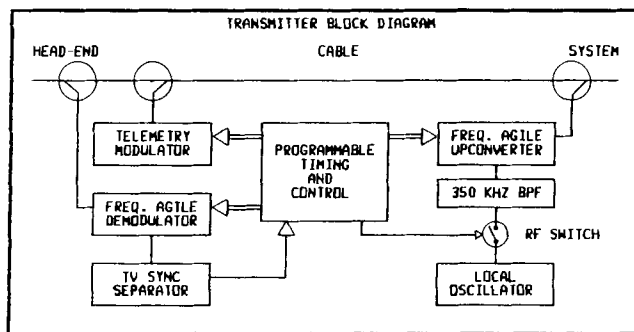 TRANSMITTER BLOCK DIAGRAM
HEAD-END
CABLE
SYSTEM
TELEMETRY
MODULATOR
PROGRAMMABLE
TIMING
AND
CONTROL
FREQ. AGILE
UPCONVERTER
350 KHZ BPF
FREQ. AGILE
DEMODULATOR
RF SWITCH
TV SYNC
SEPARATOR
LOCAL
OSCILLATOR